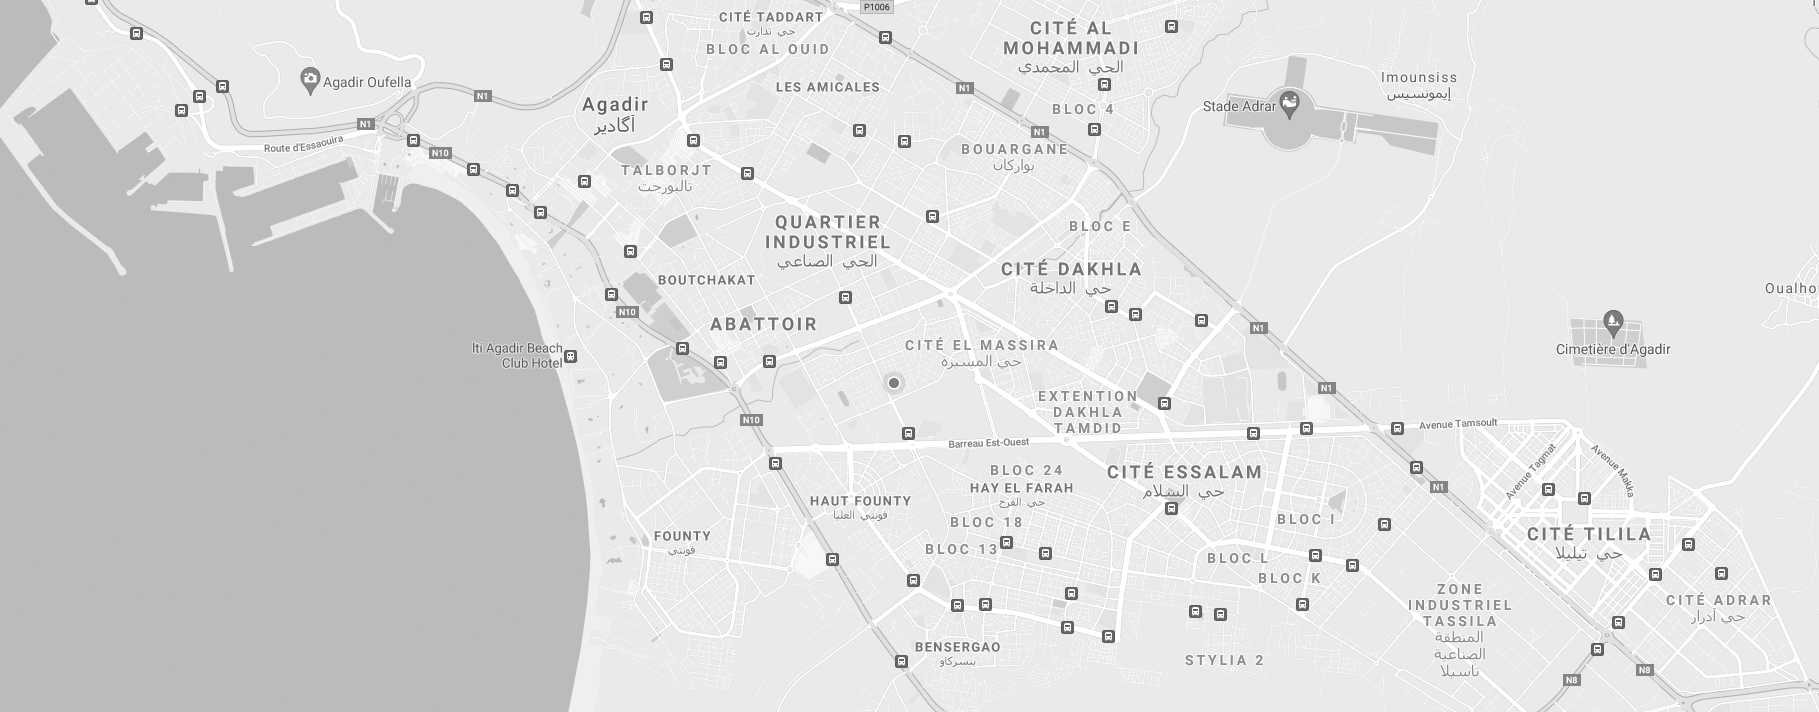 P1006
CITÉ TADDART
حي تدارت
BLOC AL OUID
CITÉ AL
MOHAMMADI
الحي المحمدي
Agadir Oufella
N1
LES AMICALES
N1
Imounsiss
إيمونسيس
Agadir
أكادير
BLOC 4
Stade Adrar
N1
N1
Route d'Essaouira
N10
BOUARGANE
بواركان
TALBORJT
تالبورجت
QUARTIER
INDUSTRIEL
الحي الصناعي
BLOC E
CITÉ DAKHLA
حي الداخلة
BOUTCHAKAT
Oualhou
N10
ABATTOIR
N1
CITÉ EL MASSIRA
حي المسيرة
Iti Agadir Beach
Club Hotel
Cimetière d'Agadir
N1
EXTENTION
DAKHLA
TAMDID
N10
Barreau Est-Ouest
Avenue Tamsoult
Avenue Tagmat
Avenue Makka
BLOC 24
HAY EL FARAH
حي الفرح
CITÉ ESSALAM
حي السلام
N1
HAUT FOUNTY
فونتي العليا
BLOC 18
BLOC I
FOUNTY
فونتي
BLOC 13
CITÉ TILILA
حي تيليلا
BLOC L
BLOC K
ZONE
INDUSTRIEL
TASSILA
المنطقة
الصناعية
تاسيلا
CITÉ ADRAR
حي أدرار
BENSERGAO
بنسركاو
STYLIA 2
N8
N8